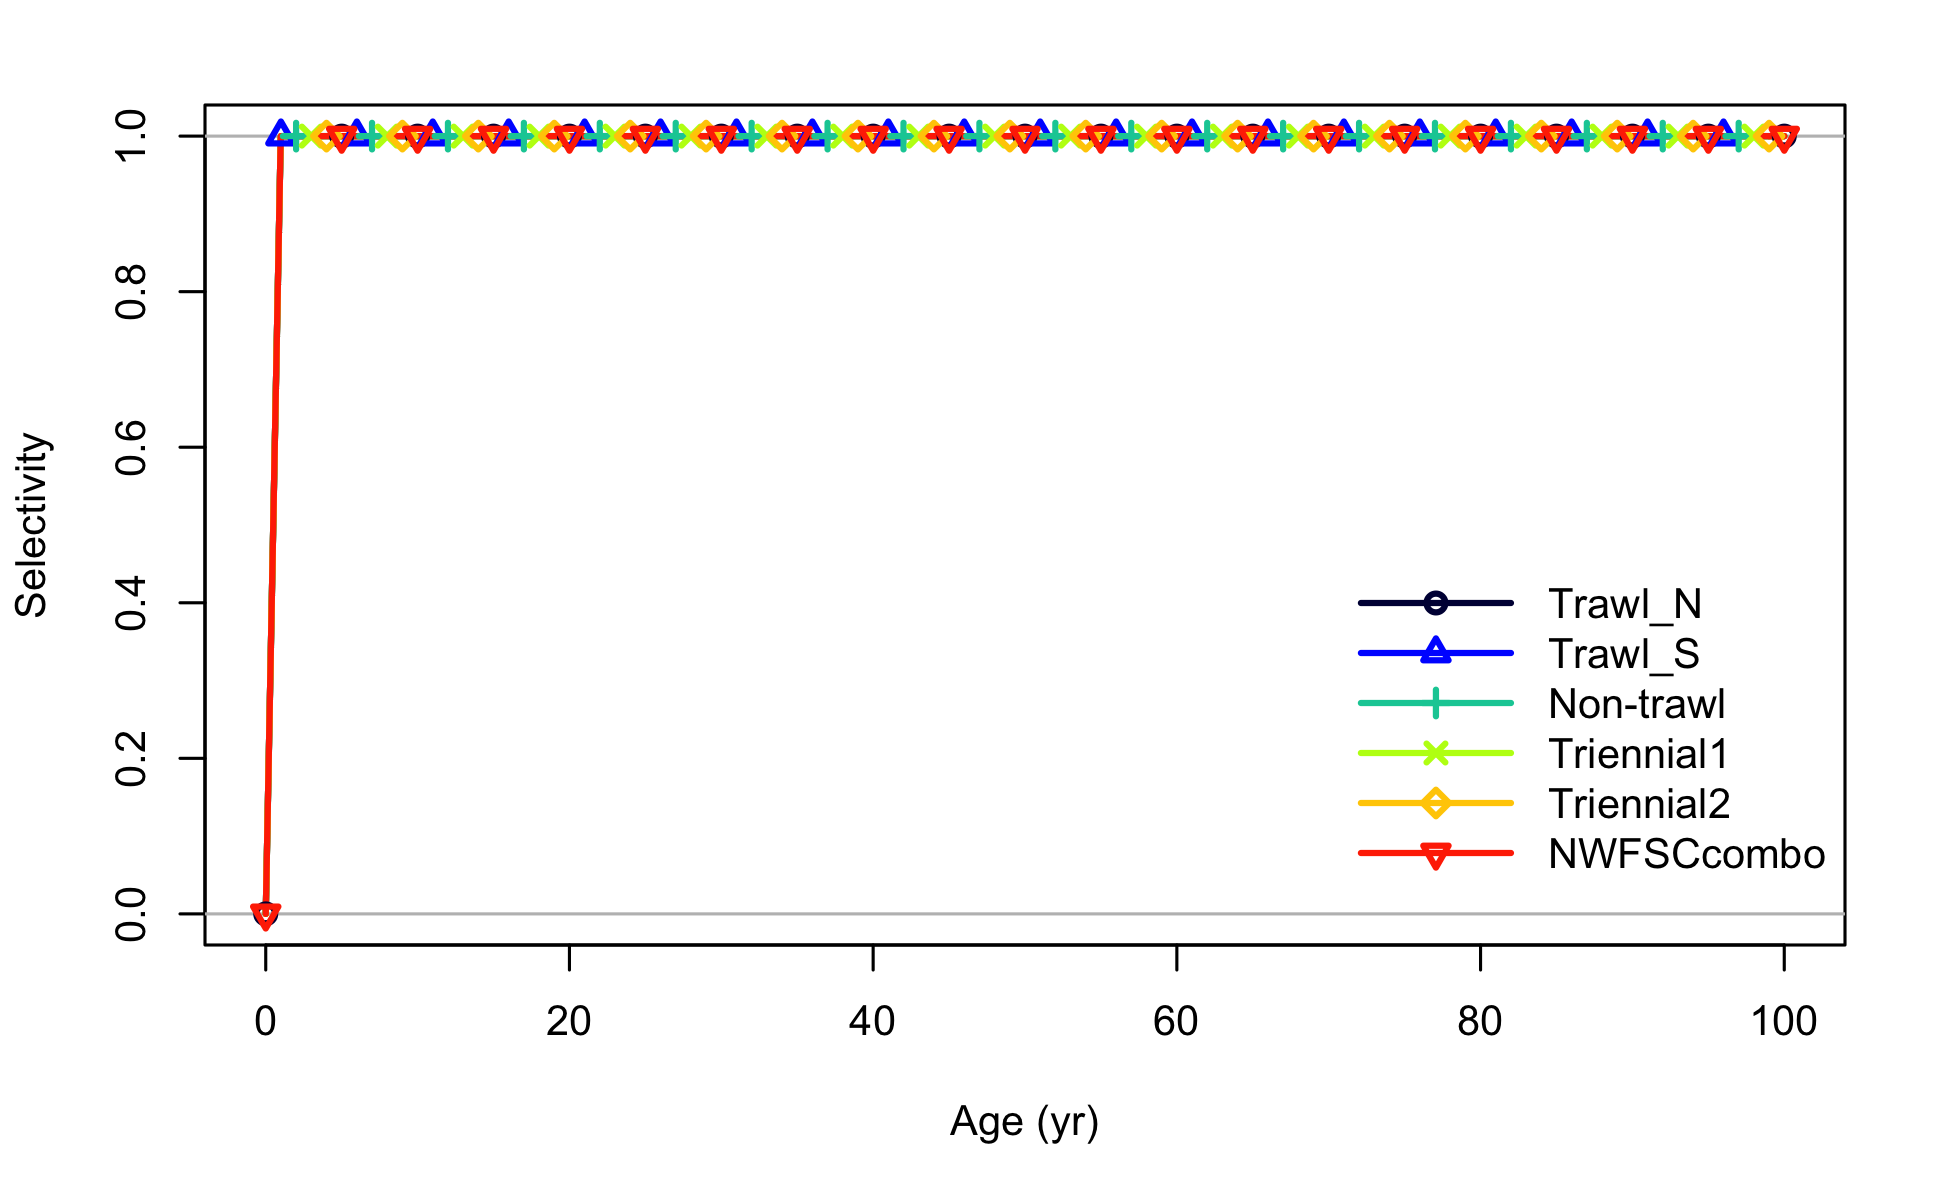 1.0
0.8
0.6
0.4
0.2
0.0
Selectivity
Trawl_N
Trawl_S
Non-trawl
Triennial1
Triennial2
NWFSCcombo
0 20 40 60 80 100
Age (yr)